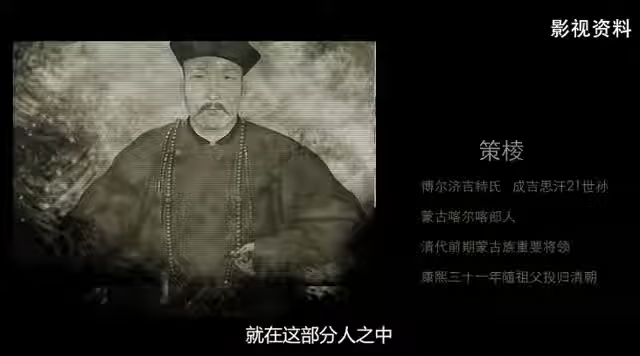 影视资料
策棱
博尔济吉特氏 成吉思汗21世孙
蒙古喀尔喀部人
清代前期蒙古族重要将领
康熙三十一年随祖父投归清朝
就在这部分人之中